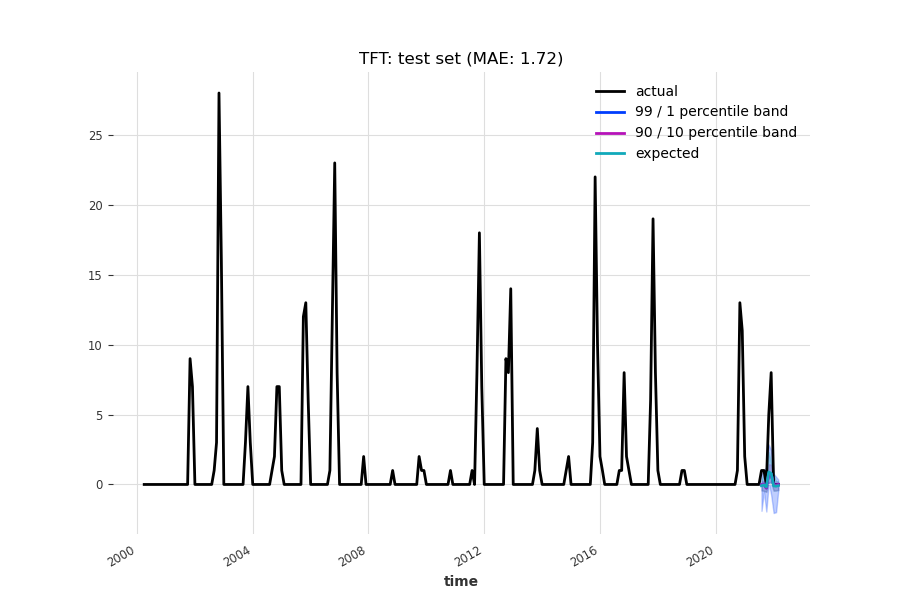 TFT: test set (MAE: 1.72)
actual
99 / 1 percentile band
90 / 10 percentile band
expected
25
20
15
10
5
0
2000
2004
2008
2012
2016
2020
time